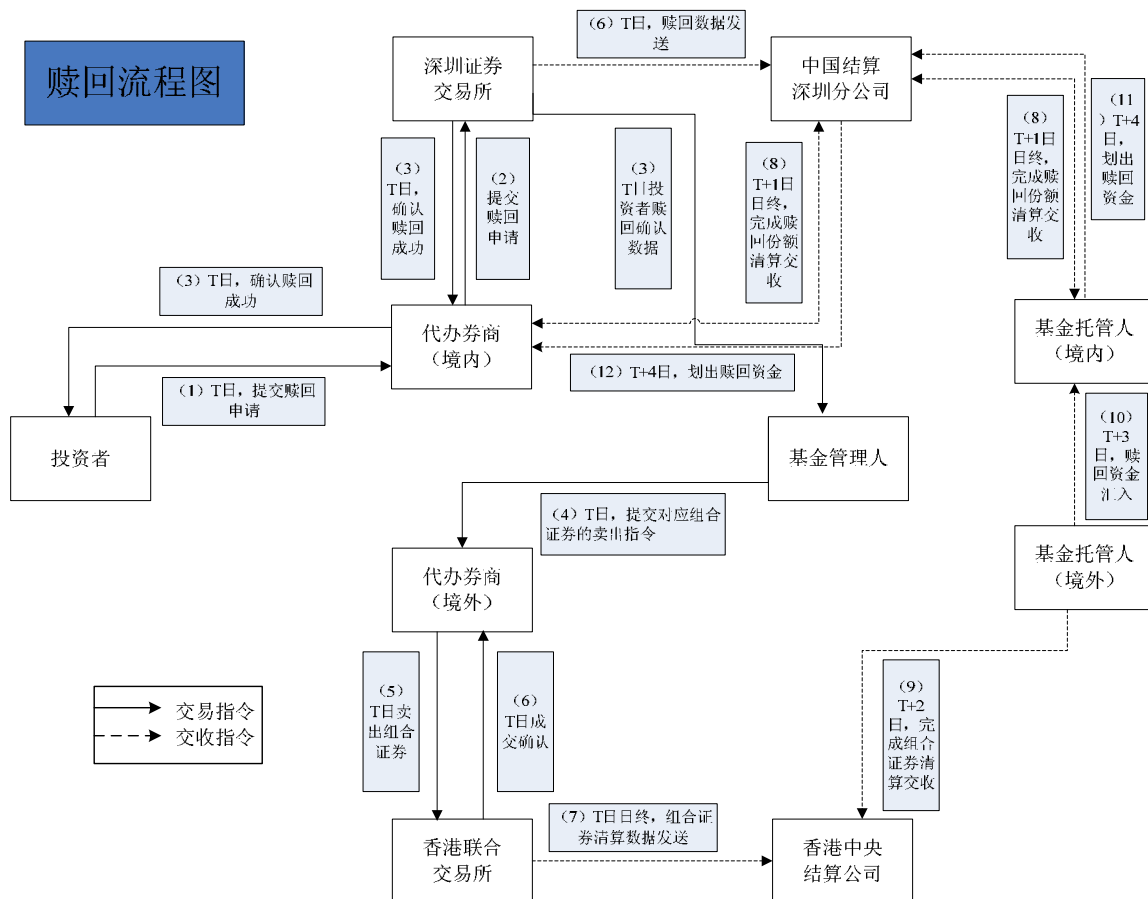 赎回流程图
（6）T日，赎回数据发
送
深圳证券
交易所
中国结算
深圳分公司
（3）
T日，
确认
赎回
成功
（2）
提交
赎回
申请
（3）
T日投
资者赎
回确认
数据
（8）
T+1日
日终，
完成赎
回份额
清算交
收
（8）
T+1日
日终，
完成赎
回份额
清算交
收
（11
）T+4
日，
划出
赎回
资金
（3）T日，确认赎回
成功
代办券商
（境内）
基金托管人
（境内）
（12）T+4日，划出赎回资金
（1）T日，提交赎回
申请
投资者
基金管理人
（10）
T+3
日，赎
回资金
汇入
（4）T日，提交对应组合
证券的卖出指令
代办券商
（境外）
基金托管人
（境外）
（5）
T日卖
出组合
证券
（6）
T日成
交确认
（9）
T+2
日，完
成组合
证券清
算交收
交易指令
交收指令
（7）T日日终，组合证
券清算数据发送
香港联合
交易所
香港中央
结算公司